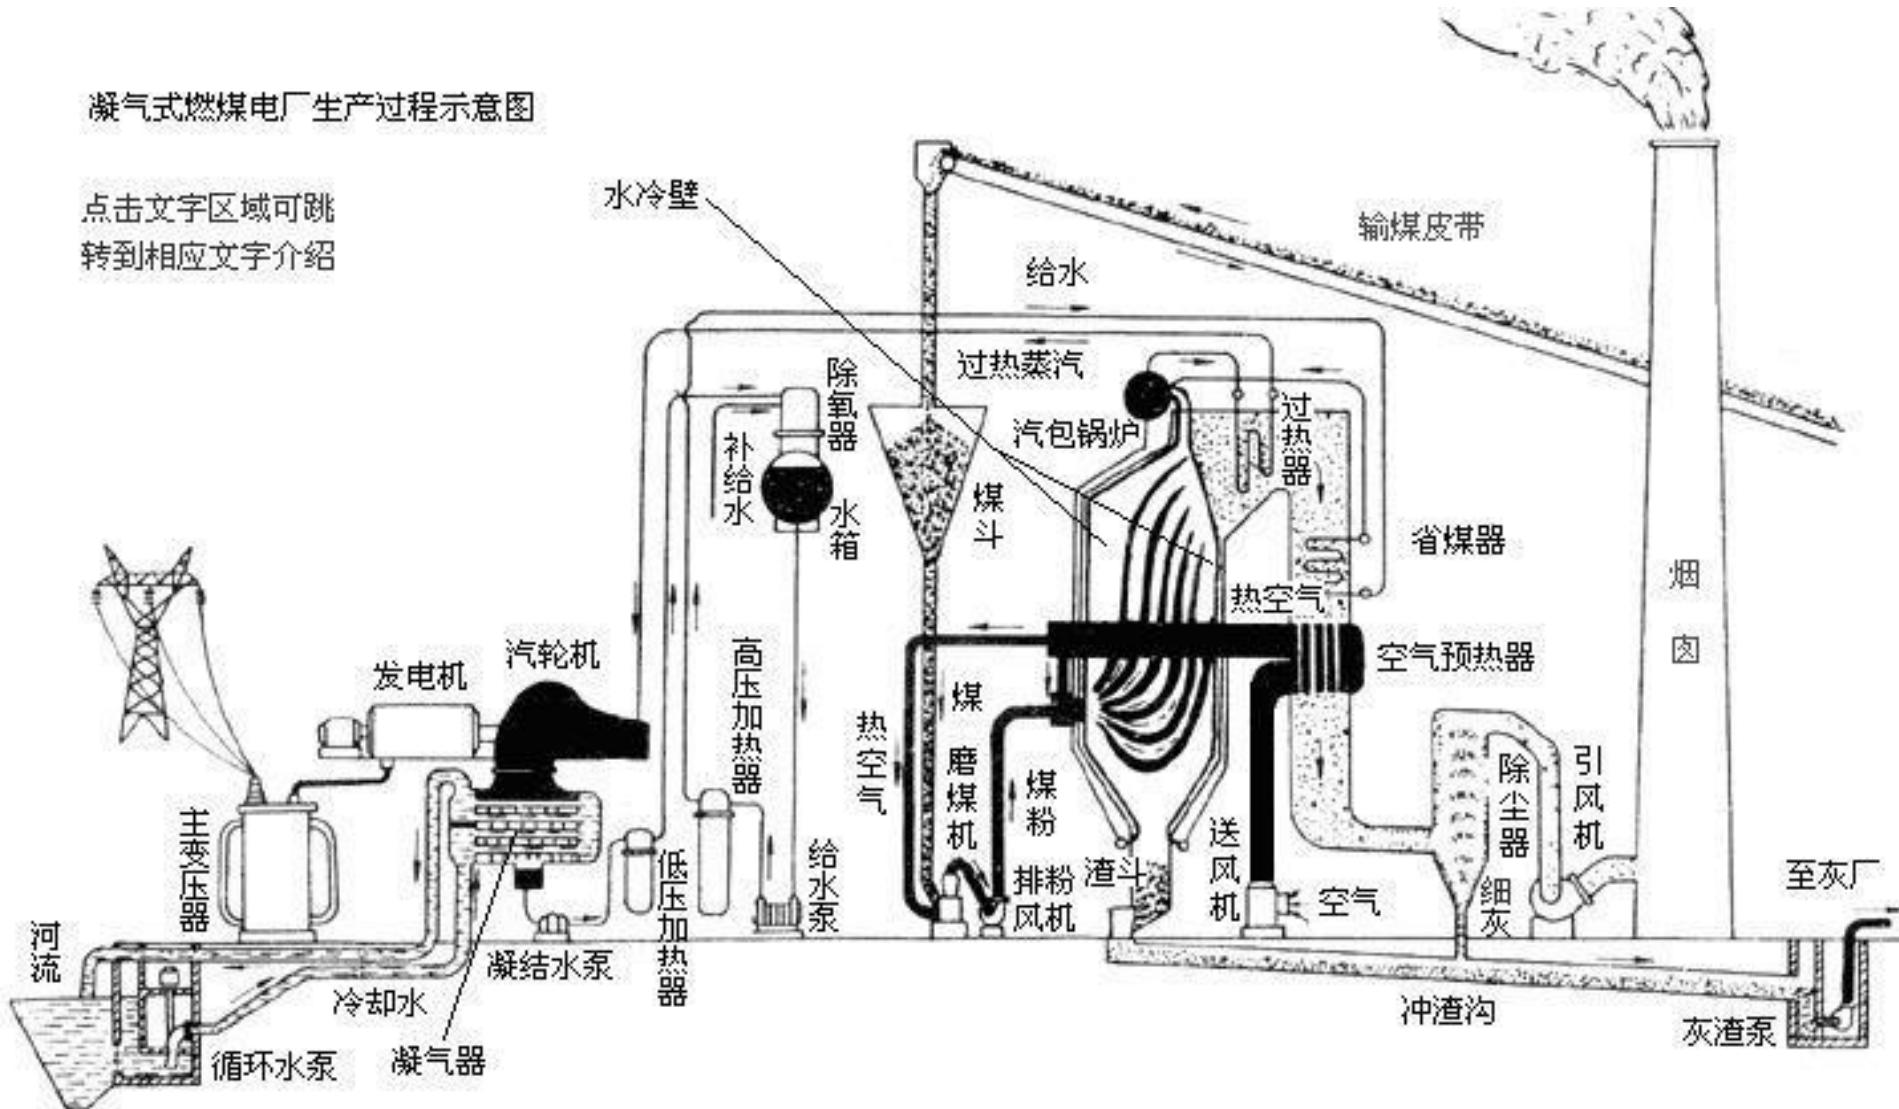 凝气式燃煤电厂生产过程示意图
点击文字区域可跳
转到相应文字介绍
水冷壁
输煤皮带
给水
过热蒸汽
除氧器
汽包锅炉
过热器
补给水
水箱
煤斗
省煤器
热空气
烟囱
汽轮机
发电机
高压加热器
空气预热器
煤
热空气
磨煤机
煤粉
引风机
除尘器
主变压器
送风机
给水泵
低压加热器
排粉
风机
渣斗
空气
细灰
至灰厂
河流
凝结水泵
冷却水
冲渣沟
灰渣泵
循环水泵
凝气器